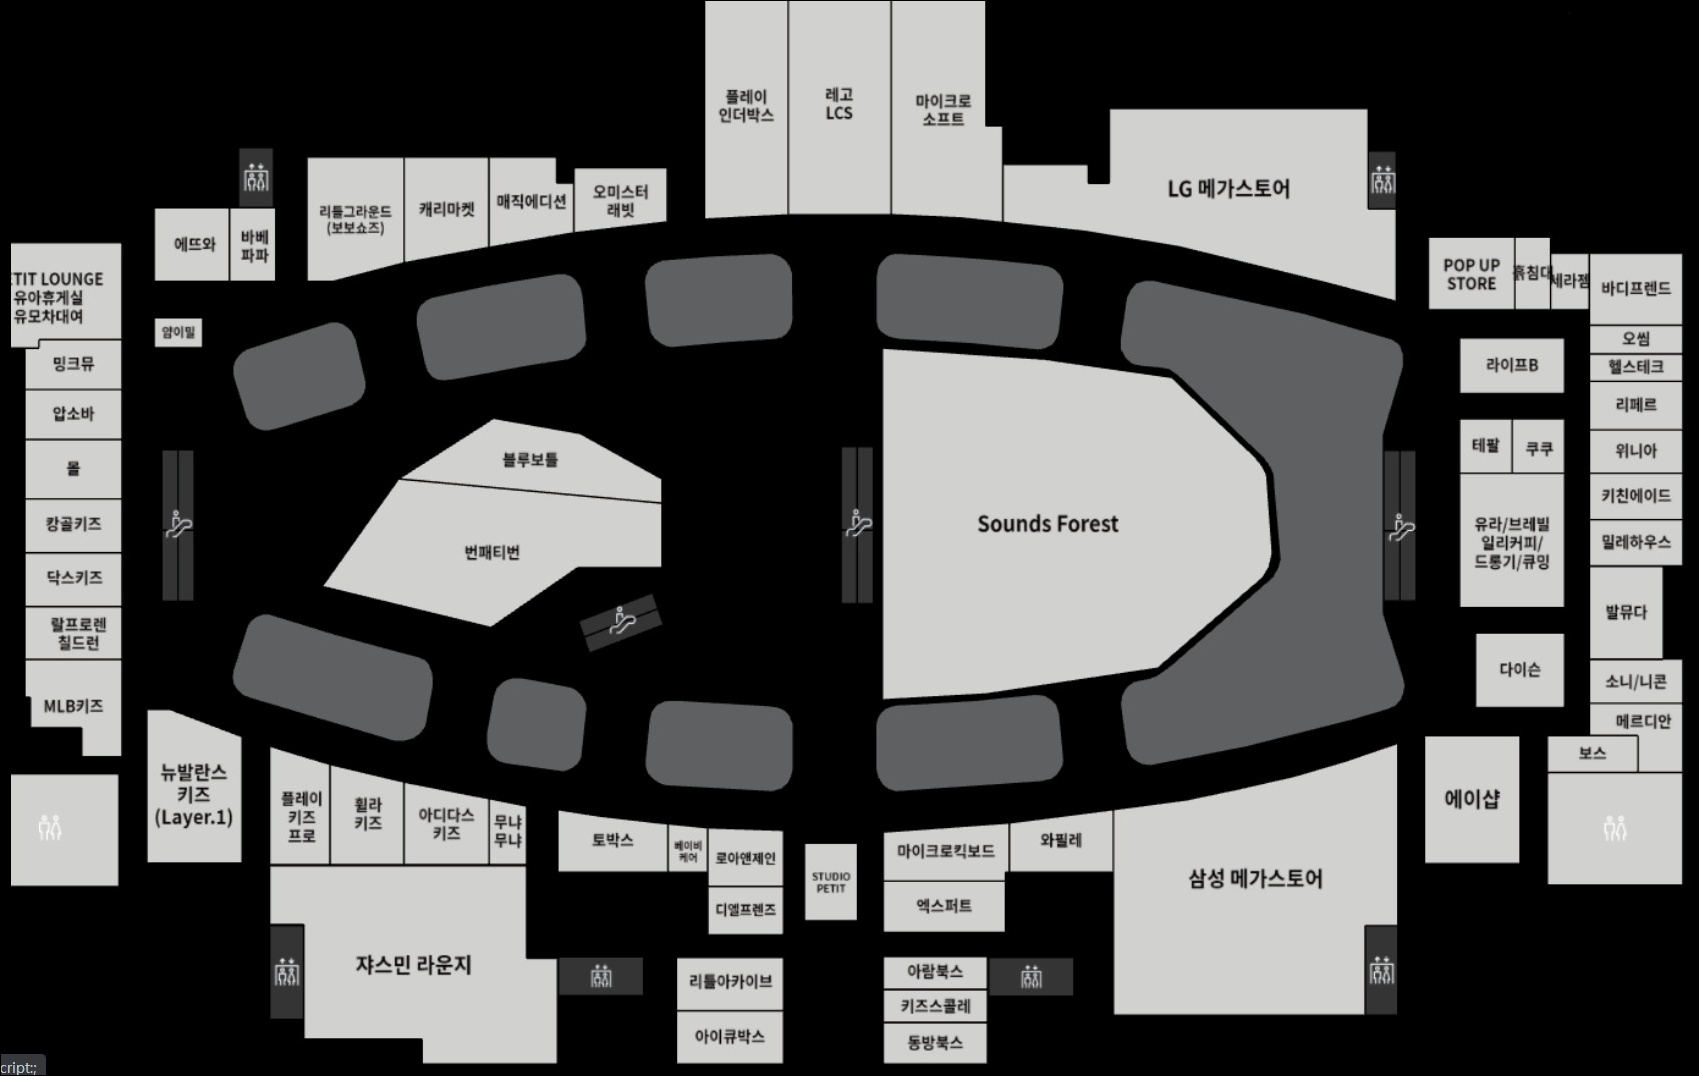 플레이
인더박스
레고
LCS
마이크로
소프트
LG 메가스토어
리틀그라운드
(보보쇼즈)
캐리마켓
매직에디션
오미스터
래빗
에뜨와
바베
파파
TIT LOUNGE
유아휴게실
유모차대여
얌이밀
밍크뮤
압소바
몰
캉골키즈
닥스키즈
랄프로렌
칠드런
MLB키즈
블루보틀
번패티번
Sounds Forest
POP UP
STORE
흙침대
세라젬
바디프렌드
오씸
헬스테크
라이프B
리페르
테팔
쿠쿠
위니아
키친에이드
유라/브레빌
일리커피/
드롱기/큐밍
밀레하우스
발뮤다
다이슨
소니/니콘
메르디안
보스
에이샵
뉴발란스
키즈
(Layer.1)
플레이
키즈
프로
휠라
키즈
아디다스
키즈
무냐
무냐
토박스
베이비
케어
로아앤제인
디엘프렌즈
STUDIO
PETIT
마이크로킥보드
와필레
엑스퍼트
삼성 메가스토어
쟈스민 라운지
리틀아카이브
아이큐박스
아람북스
키즈스콜레
동방북스
cript:;